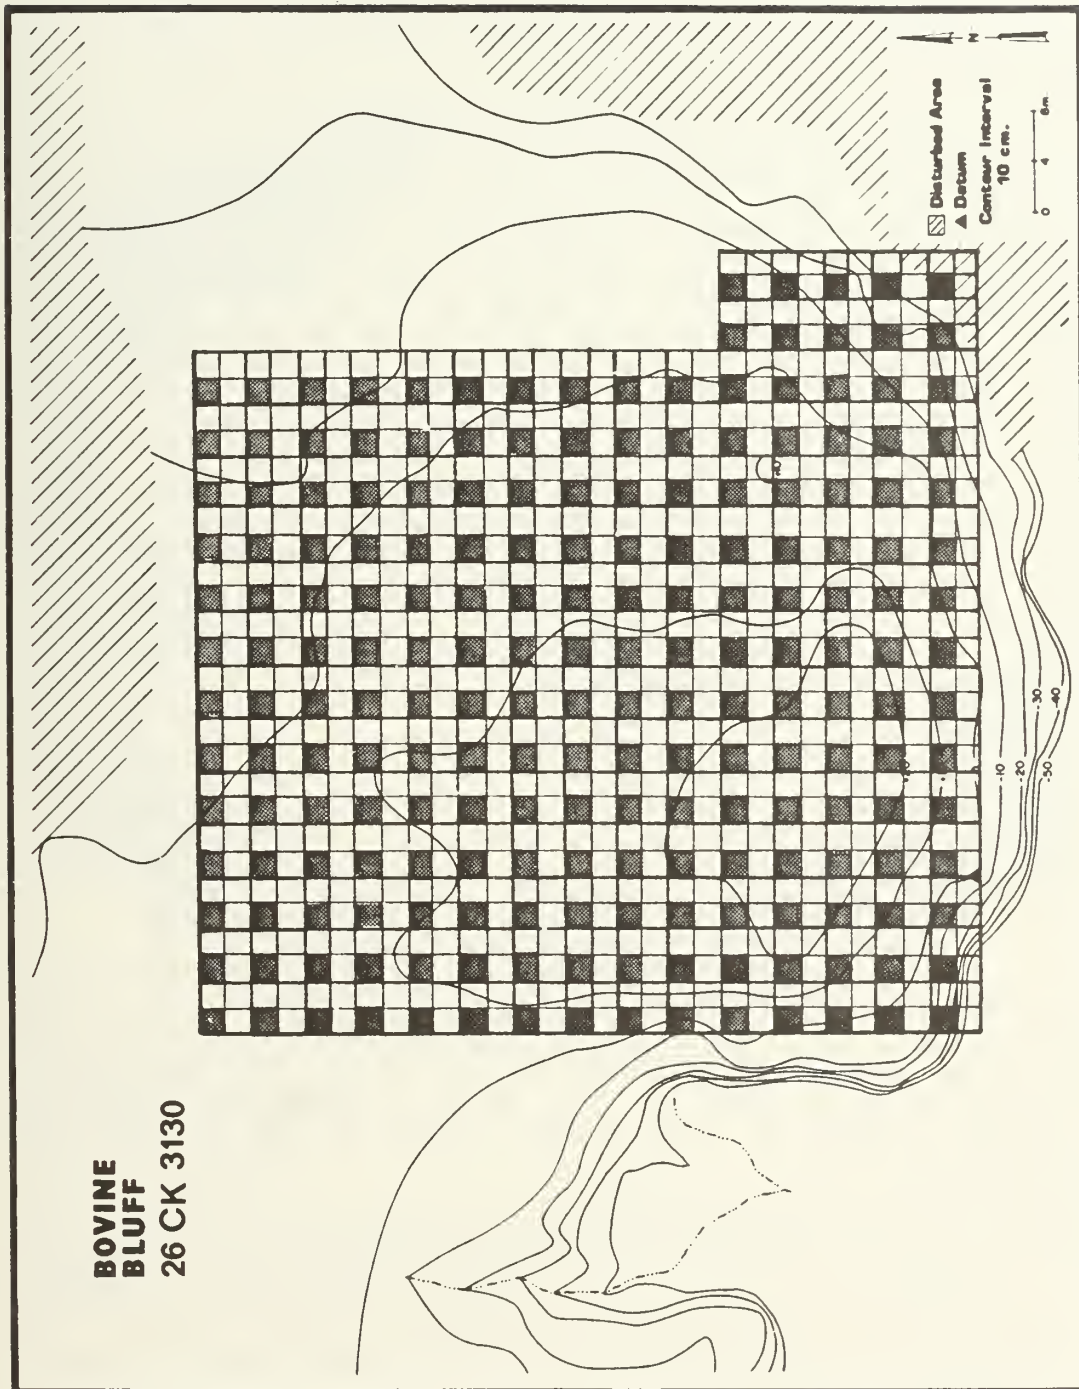 BOVINE
BLUFF
26 CK 3130
Disturbed Area
Datum
Contour Interval
10 cm.
0 4 8m.
N
-10
-20
-30
-40
-50